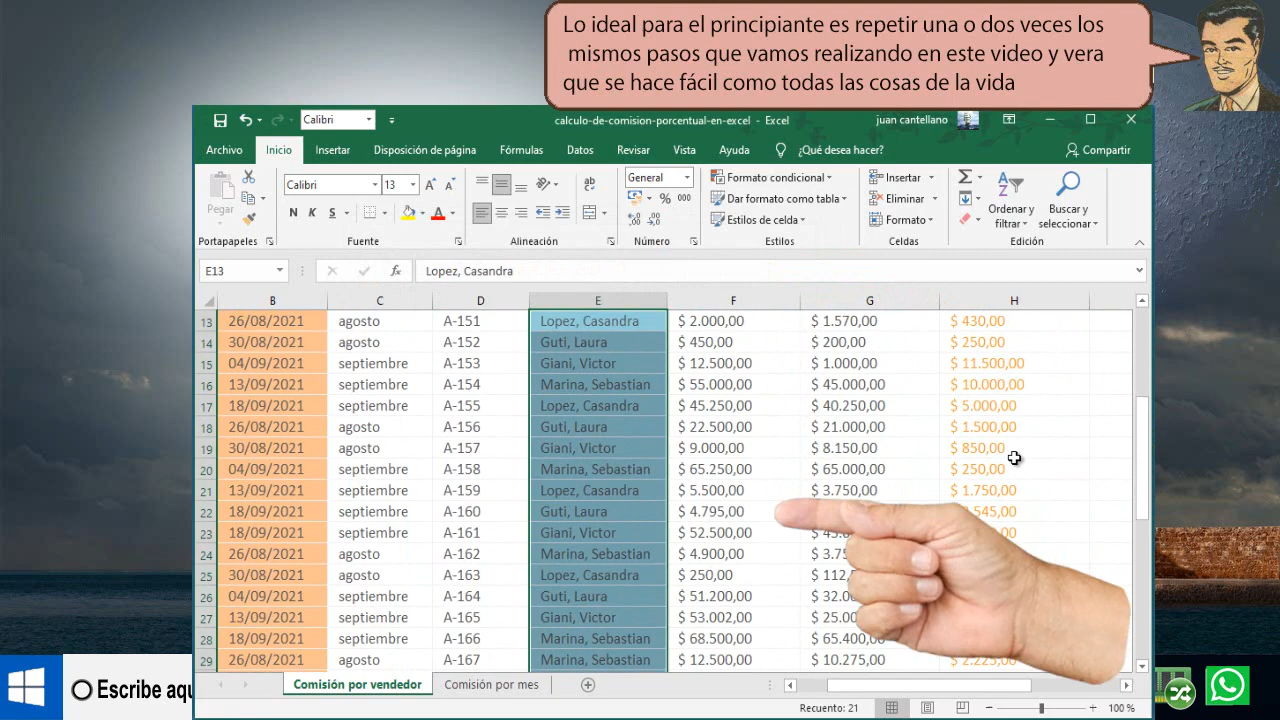 Lo ideal para el principiante es repetir una o dos veces los
mismos pasos que vamos realizando en este video y vera
que se hace fácil como todas las cosas de la vida
Calibri
calculo-de-comision-porcentual-en-excel - Excel
juan cantellano
Archivo Inicio Insertar Disposición de página Fórmulas Datos Revisar Vista Ayuda ¿Qué desea hacer? Compartir
Pegar
Calibri 13
N K S
ab
General
% 000
Formato condicional
Dar formato como tabla
Estilos de celda
Insertar
Eliminar
Formato
Ordenar y
filtrar
Buscar y
seleccionar
Portapapeles Fuente Alineación Número Estilos Celdas Edición
E13 fx Lopez, Casandra
B C D E F G H
13 26/08/2021 agosto A-151 Lopez, Casandra $ 2.000,00 $ 1.570,00 $ 430,00
14 30/08/2021 agosto A-152 Guti, Laura $ 450,00 $ 200,00 $ 250,00
15 04/09/2021 septiembre A-153 Giani, Victor $ 12.500,00 $ 1.000,00 $ 11.500,00
16 13/09/2021 septiembre A-154 Marina, Sebastian $ 55.000,00 $ 45.000,00 $ 10.000,00
17 18/09/2021 septiembre A-155 Lopez, Casandra $ 45.250,00 $ 40.250,00 $ 5.000,00
18 26/08/2021 agosto A-156 Guti, Laura $ 22.500,00 $ 21.000,00 $ 1.500,00
19 30/08/2021 agosto A-157 Giani, Victor $ 9.000,00 $ 8.150,00 $ 850,00
20 04/09/2021 septiembre A-158 Marina, Sebastian $ 65.250,00 $ 65.000,00 $ 250,00
21 13/09/2021 septiembre A-159 Lopez, Casandra $ 5.500,00 $ 3.750,00 $ 1.750,00
22 18/09/2021 septiembre A-160 Guti, Laura $ 4.795,00
23 18/09/2021 septiembre A-161 Giani, Victor $ 52.500,00
24 26/08/2021 agosto A-162 Marina, Sebastian $ 4.900,00
25 30/08/2021 agosto A-163 Lopez, Casandra $ 250,00
26 04/09/2021 septiembre A-164 Guti, Laura $ 51.200,00
27 13/09/2021 septiembre A-165 Giani, Victor $ 53.002,00
28 18/09/2021 septiembre A-166 Marina, Sebastian $ 68.500,00 $ 65.400,00
29 26/08/2021 agosto A-167 Marina, Sebastian $ 12.500,00 $ 10.275,00 $ 2.225,00
Comisión por vendedor Comisión por mes
Escribe aqu
Recuento: 21 100 %